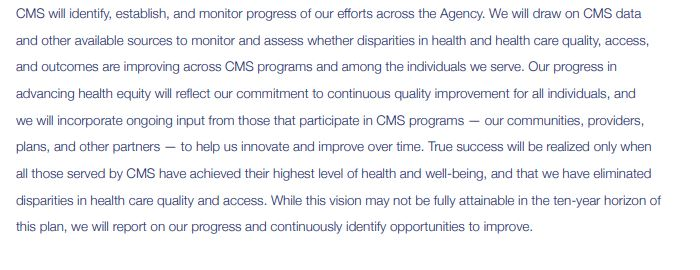 CMS will identify, establish, and monitor progress of our efforts across the Agency. We will draw on CMS data
and other available sources to monitor and assess whether disparities in health and health care quality, access,
and outcomes are improving across CMS programs and among the individuals we serve. Our progress in
advancing health equity will reflect our commitment to continuous quality improvement for all individuals, and
we will incorporate ongoing input from those that participate in CMS programs — our communities, providers,
plans, and other partners — to help us innovate and improve over time. True success will be realized only when
all those served by CMS have achieved their highest level of health and well-being, and that we have eliminated
disparities in health care quality and access. While this vision may not be fully attainable in the ten-year horizon of
this plan, we will report on our progress and continuously identify opportunities to improve.